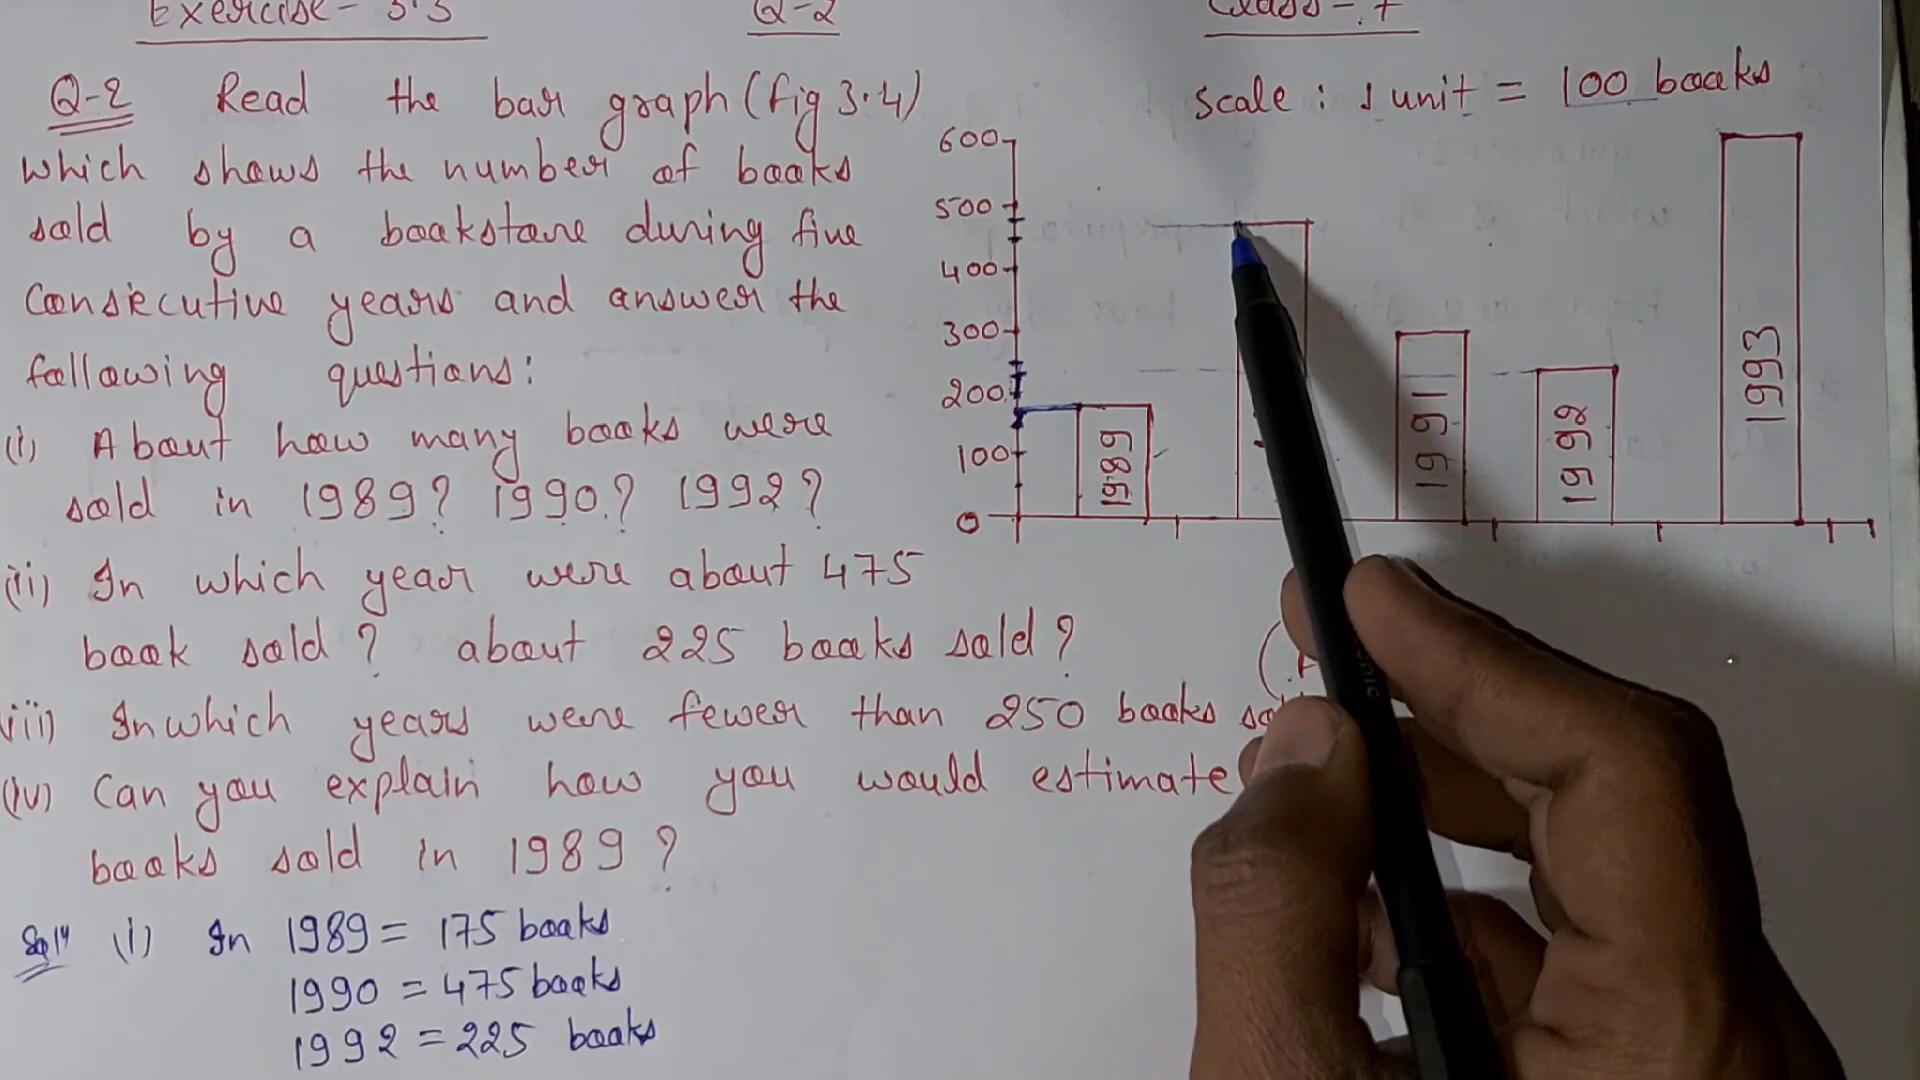 Exercise - 3.3 Q-2 Class - 7
Q-2 Read the bar graph (fig 3.4)
which shows the number of books
sold by a bookstore during five
Consecutive years and answer the
following questions:
(i) About how many books were
sold in 1989? 1990? 1992?
(ii) In which year were about 475
book sold? about 225 books sold?
(iii) In which years were fewer than 250 books
(iv) Can you explain how you would estimate
books sold in 1989?
Solⁿ (i) In 1989 = 175 books
1990 = 475 books
1992 = 225 books
scale : 1 unit = 100 books
600
500
400
300
200
100
0
1989
1991
1992
1993